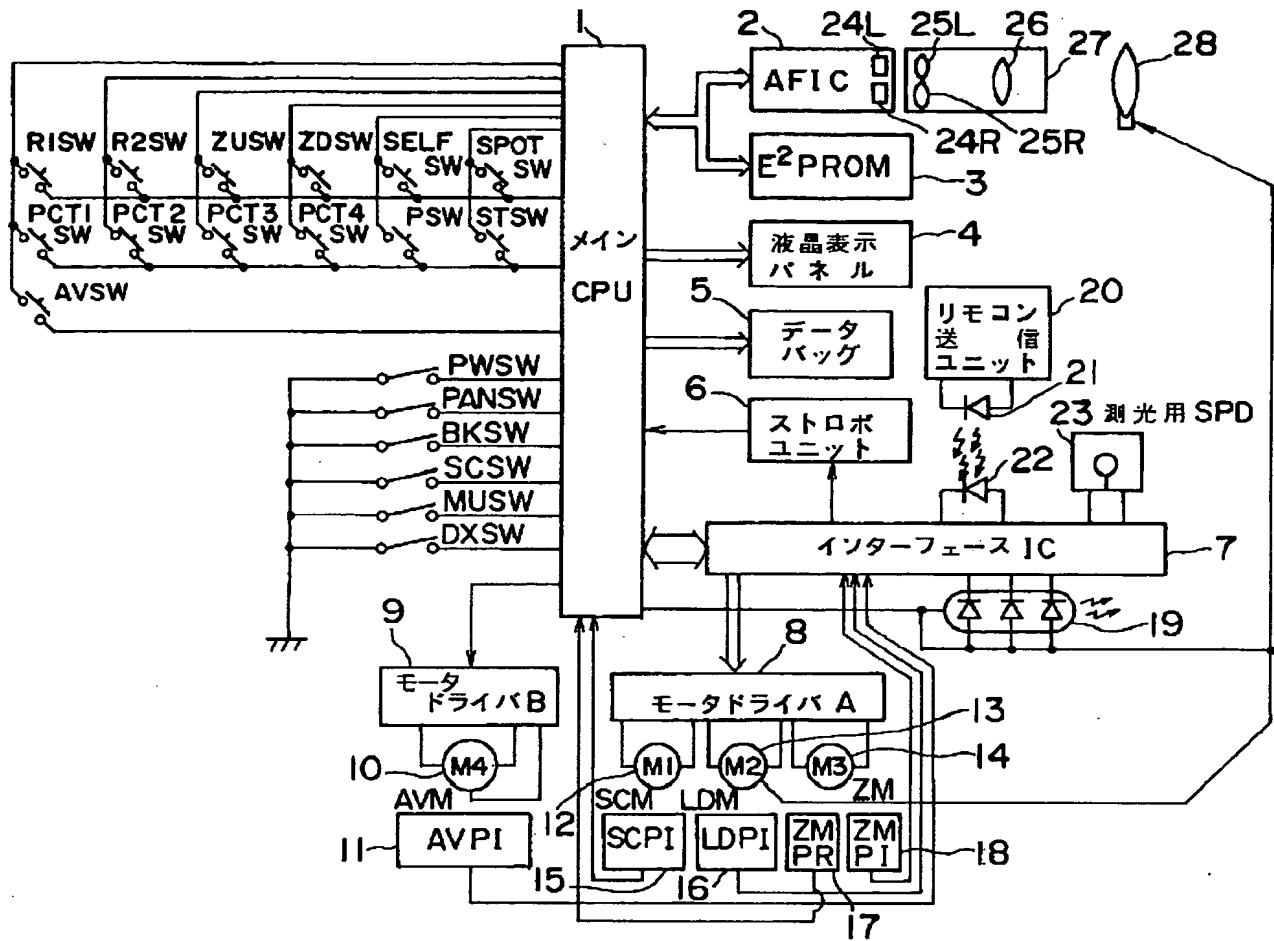 1
2
24L
25L
26
27
28
AFIC
24R
25R
R1SW
R2SW
ZUSW
ZDSW
SELF
SW
SPOT
SW
E²PROM
3
PCT1
SW
PCT2
SW
PCT3
SW
PCT4
SW
PSW
STSW
メイン
CPU
液晶表示
パネル
4
AVSW
5
データ
バッグ
リモコン
送信
ユニット
20
PWSW
PANSW
BKSW
SCSW
MUSW
DXSW
6
ストロボ
ユニット
21
23 測光用SPD
22
インターフェースIC
7
19
9
モータ
ドライバB
8
モータドライバA
10
M4
AVM
M1
M2
M3
13
14
12
SCM
LDM
ZM
11
AVPI
SCPI
LDPI
ZM
PR
ZM
PI
18
15
16
17